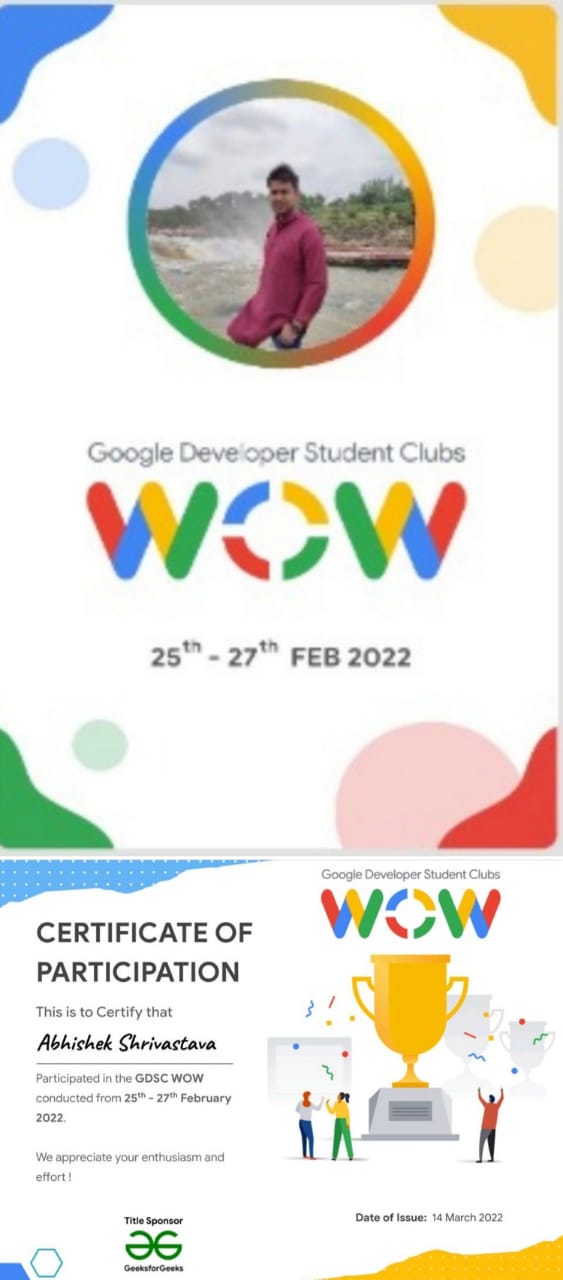 Google Developer Student Clubs
WOW
25th - 27th FEB 2022
Google Developer Student Clubs
WOW
CERTIFICATE OF
PARTICIPATION
This is to Certify that
Abhishek Shrivastava
Participated in the GDSC WOW
conducted from 25th - 27th February
2022.
We appreciate your enthusiasm and
effort !
Date of Issue: 14 March 2022
Title Sponsor
GeeksforGeeks